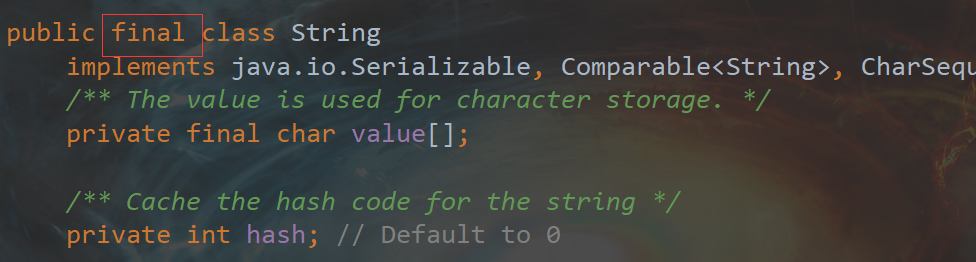 public final class String
implements java.io.Serializable, Comparable<String>, CharSequ
/** The value is used for character storage. */
private final char value[];
/** Cache the hash code for the string */
private int hash; // Default to 0